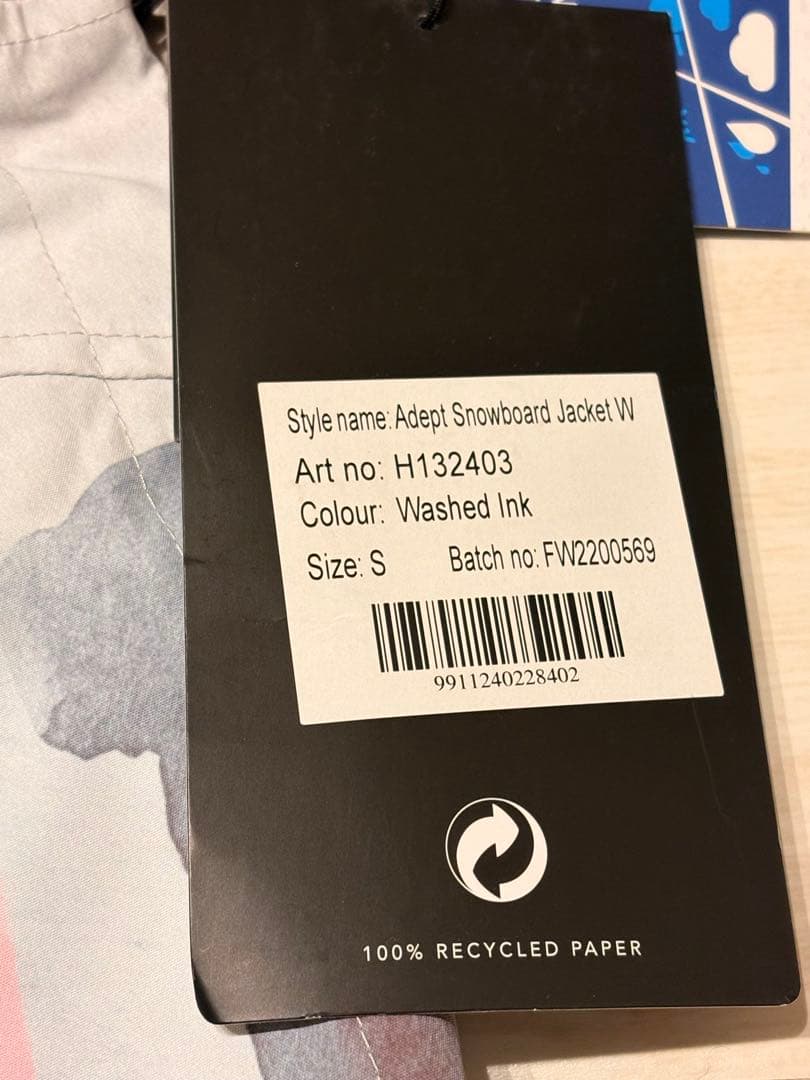 Style name: Adept Snowboard Jacket W
Art no: H132403
Colour: Washed Ink
Size: S Batch no: FW2200569
9911240228402
100% RECYCLED PAPER